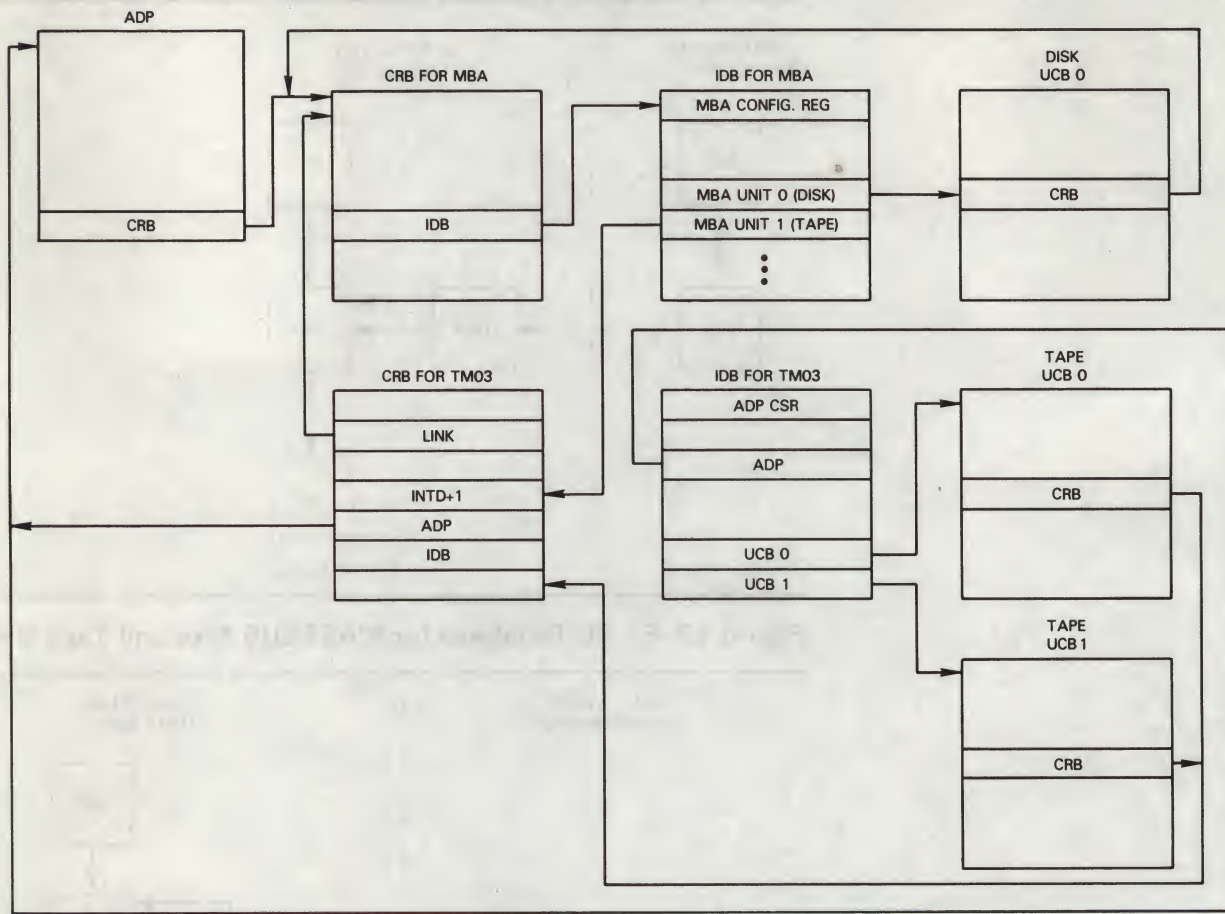 ADP
CRB
CRB FOR MBA
IDB
IDB FOR MBA
MBA CONFIG. REG
MBA UNIT 0 (DISK)
MBA UNIT 1 (TAPE)
DISK
UCB 0
CRB
CRB FOR TM03
LINK
INTD+1
ADP
IDB
IDB FOR TM03
ADP CSR
ADP
UCB 0
UCB 1
TAPE
UCB 0
CRB
TAPE
UCB 1
CRB